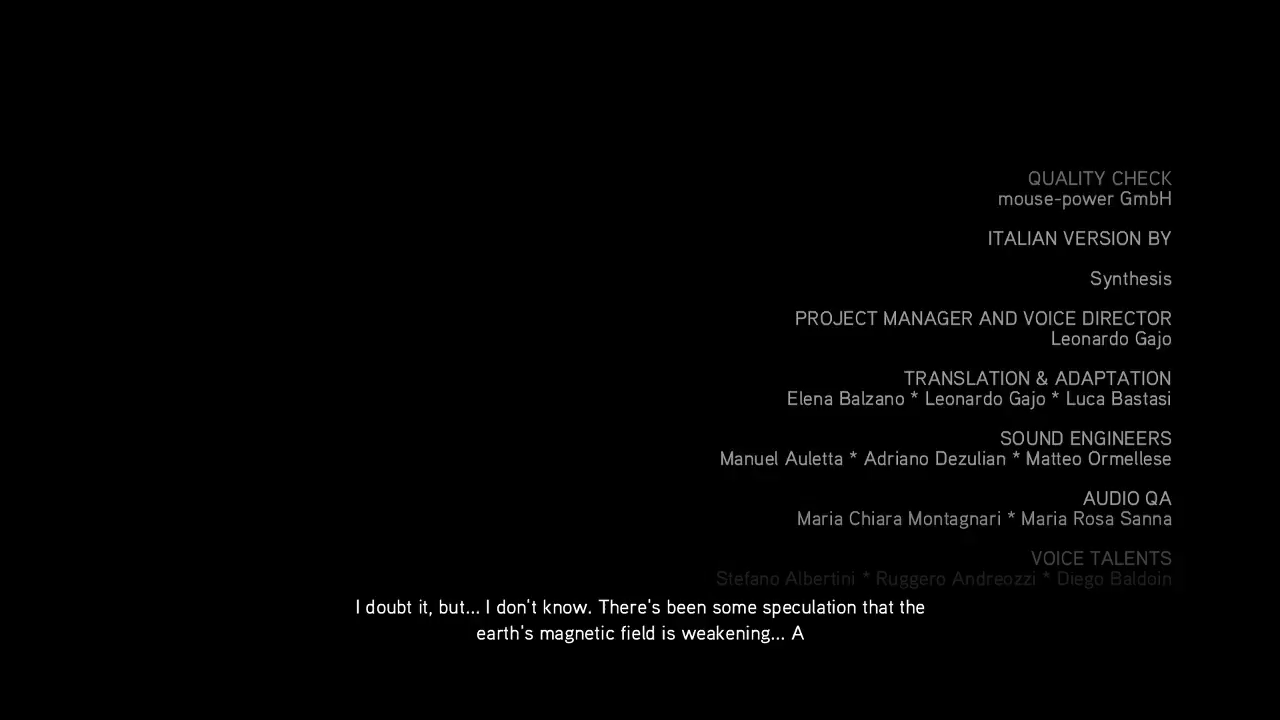 QUALITY CHECK
mouse-power GmbH
ITALIAN VERSION BY
Synthesis
PROJECT MANAGER AND VOICE DIRECTOR
Leonardo Gajo
TRANSLATION & ADAPTATION
Elena Balzano * Leonardo Gajo * Luca Bastasi
SOUND ENGINEERS
Manuel Auletta * Adriano Dezulian * Matteo Ormellese
AUDIO QA
Maria Chiara Montagnari * Maria Rosa Sanna
VOICE TALENTS
Stefano Albertini * Ruggero Andreozzi * Diego Baldoin
I doubt it, but... I don't know. There's been some speculation that the
earth's magnetic field is weakening... A